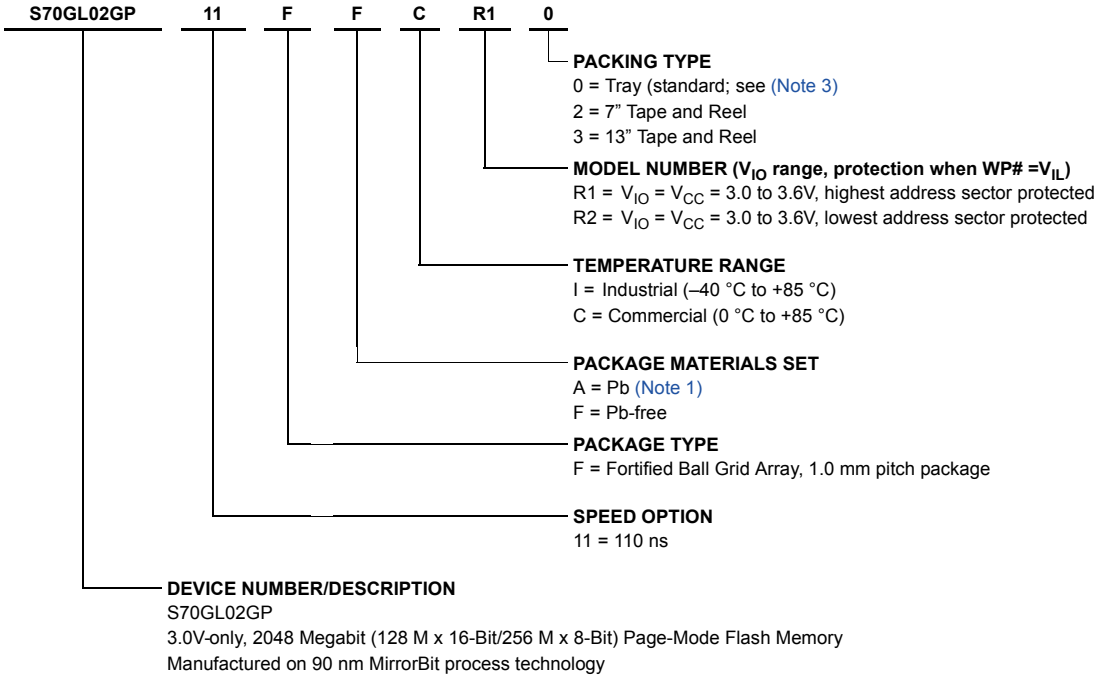 S70GL02GP 11 F F C R1 0
PACKING TYPE
0 = Tray (standard; see (Note 3)
2 = 7” Tape and Reel
3 = 13” Tape and Reel
MODEL NUMBER (VIO range, protection when WP# =VIL)
R1 = VIO = VCC = 3.0 to 3.6V, highest address sector protected
R2 = VIO = VCC = 3.0 to 3.6V, lowest address sector protected
TEMPERATURE RANGE
I = Industrial (–40 °C to +85 °C)
C = Commercial (0 °C to +85 °C)
PACKAGE MATERIALS SET
A = Pb (Note 1)
F = Pb-free
PACKAGE TYPE
F = Fortified Ball Grid Array, 1.0 mm pitch package
SPEED OPTION
11 = 110 ns
DEVICE NUMBER/DESCRIPTION
S70GL02GP
3.0V-only, 2048 Megabit (128 M x 16-Bit/256 M x 8-Bit) Page-Mode Flash Memory
Manufactured on 90 nm MirrorBit process technology